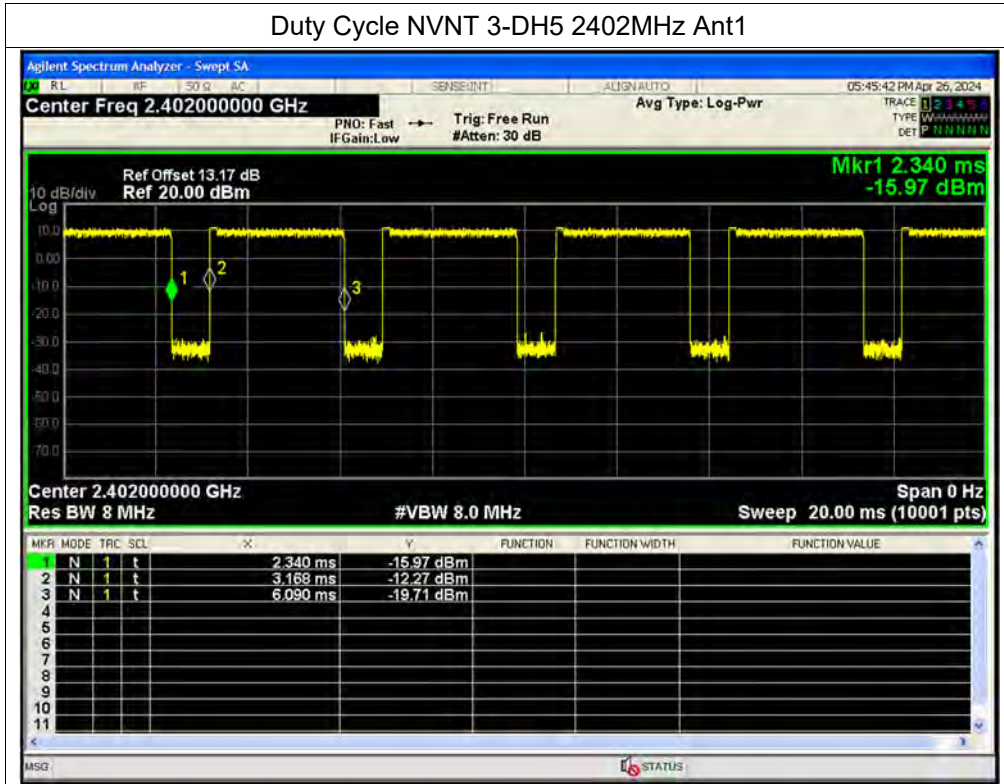 Duty Cycle NVNT 3-DH5 2402MHz Ant1
Agilent Spectrum Analyzer - Swept SA
LXI RL RF 50 Ω AC SENSE:INT ALIGNAUTO 05:45:42 PM Apr 26, 2024
Center Freq 2.402000000 GHz Avg Type: Log-Pwr TRACE 1 2 3 4 5 6
PNO: Fast Trig: Free Run TYPE W
IFGain:Low #Atten: 30 dB DET P N N N N N
Mkr1 2.340 ms
Ref Offset 13.17 dB
10 dB/div Ref 20.00 dBm -15.97 dBm
Log
10.0
0.00
-10.0
-20.0
-30.0
-40.0
-50.0
-60.0
-70.0
1
2
3
Center 2.402000000 GHz Span 0 Hz
Res BW 8 MHz #VBW 8.0 MHz Sweep 20.00 ms (10001 pts)
MKR MODE TRC SCL X Y FUNCTION FUNCTION WIDTH FUNCTION VALUE
1 N 1 t 2.340 ms -15.97 dBm
2 N 1 t 3.168 ms -12.27 dBm
3 N 1 t 6.090 ms -19.71 dBm
4
5
6
7
8
9
10
11
MSG STATUS